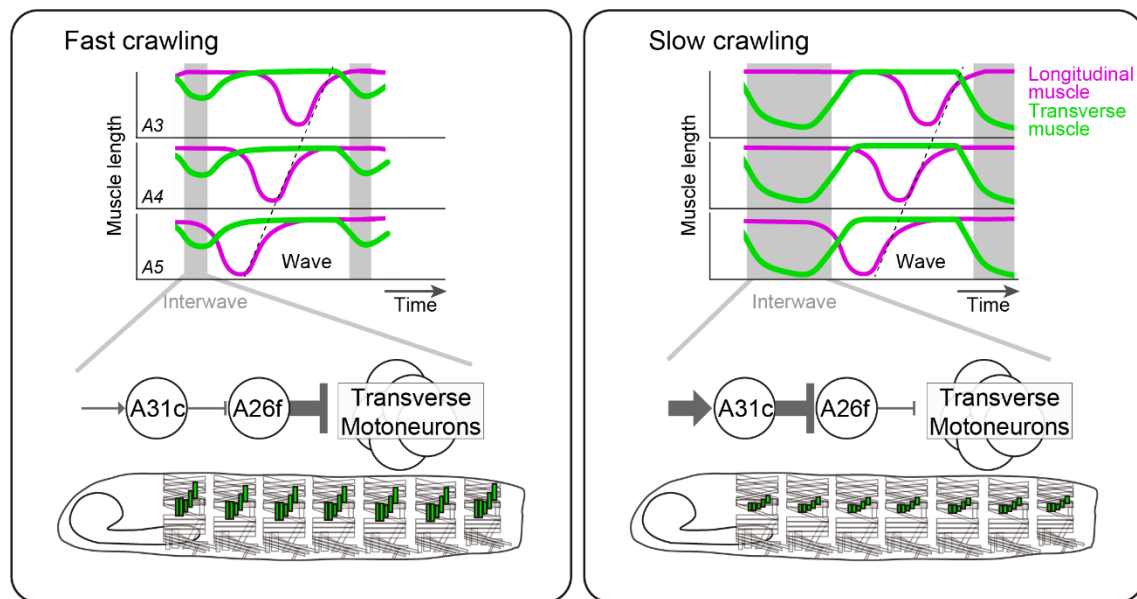 Fast crawling
Muscle length
A3
A4
A5
Wave
Interwave
Time
A31c
A26f
Transverse
Motoneurons
Slow crawling
Muscle length
Longitudinal
muscle
Transverse
muscle
Wave
Interwave
Time
A31c
A26f
Transverse
Motoneurons